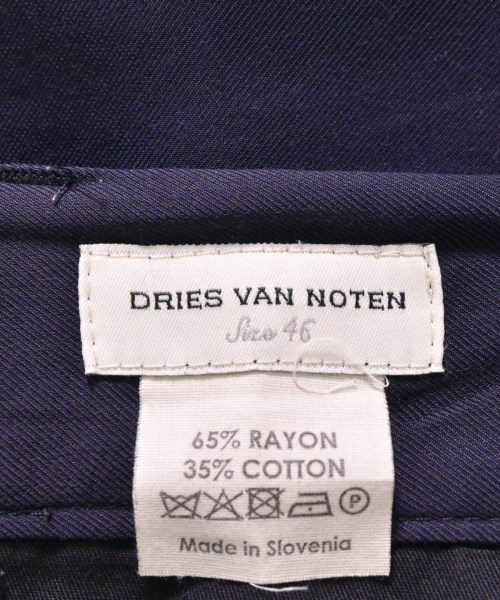 DRIES VAN NOTEN
Size 46
65% RAYON
35% COTTON
P
Made in Slovenia